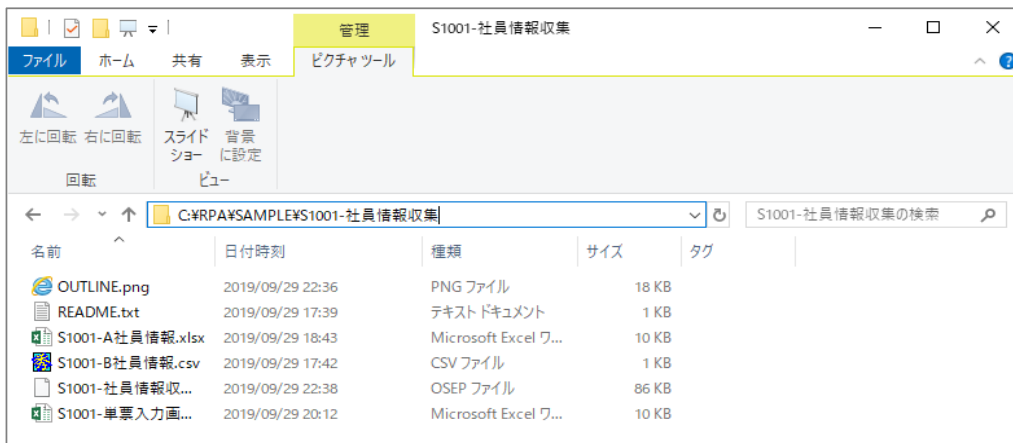 管理 S1001-社員情報収集
ファイル ホーム 共有 表示 ピクチャ ツール
左に回転 右に回転 スライド ショー 背景 に設定
回転 ビュー
C:¥RPA¥SAMPLE¥S1001-社員情報収集 S1001-社員情報収集の検索
名前 日付時刻 種類 サイズ タグ
OUTLINE.png 2019/09/29 22:36 PNG ファイル 18 KB
README.txt 2019/09/29 17:39 テキスト ドキュメント 1 KB
S1001-A社員情報.xlsx 2019/09/29 18:43 Microsoft Excel ワ... 10 KB
S1001-B社員情報.csv 2019/09/29 17:42 CSV ファイル 1 KB
S1001-社員情報収... 2019/09/29 22:38 OSEP ファイル 86 KB
S1001-単票入力画... 2019/09/29 20:12 Microsoft Excel ワ... 10 KB